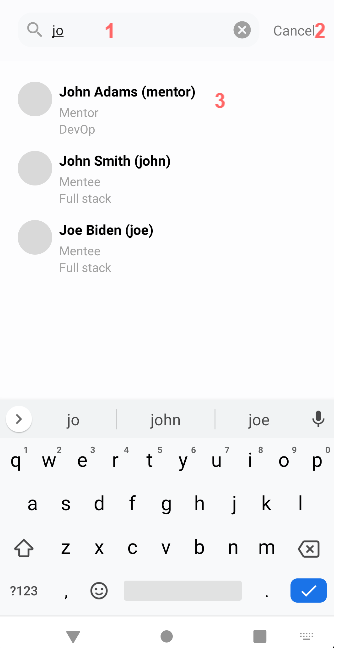 jo 1 Cancel 2
John Adams (mentor) 3
Mentor
DevOp
John Smith (john)
Mentee
Full stack
Joe Biden (joe)
Mentee
Full stack
jo john joe
q1 w2 e3 r4 t5 y6 u7 i8 o9 p0
a s d f g h j k l
z x c v b n m
?123 , .